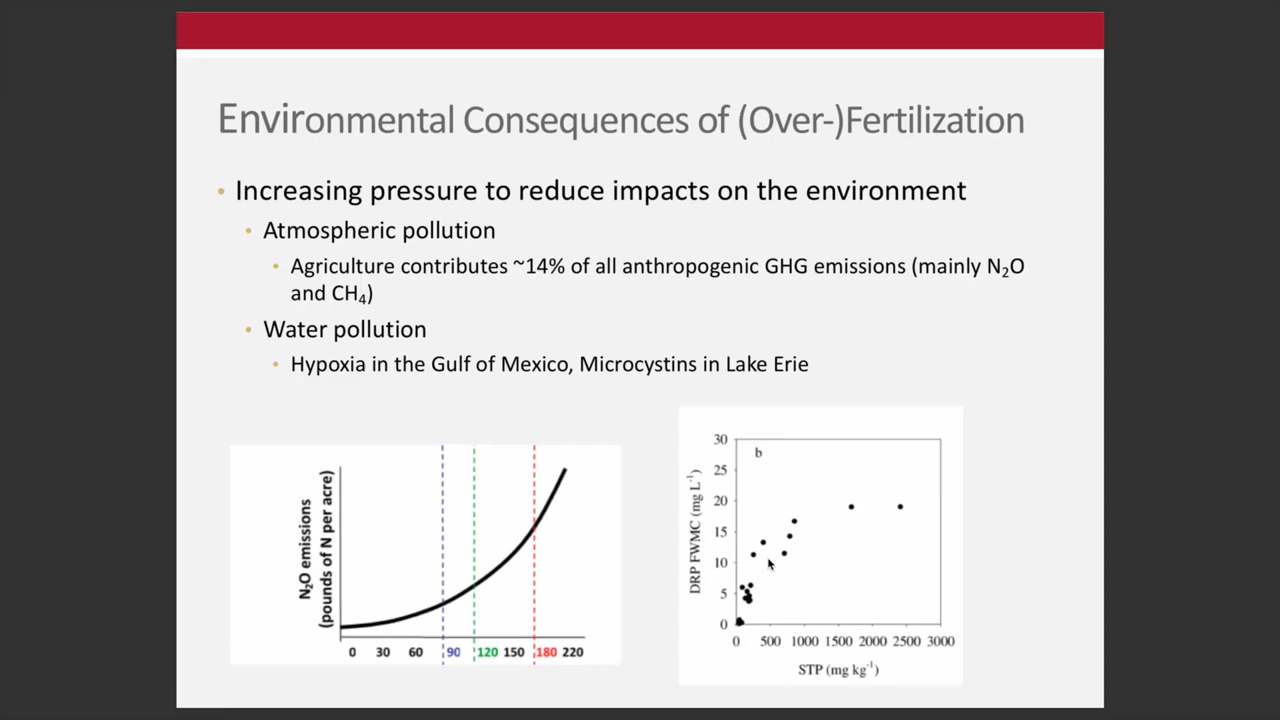 Environmental Consequences of (Over-)Fertilization
• Increasing pressure to reduce impacts on the environment
• Atmospheric pollution
• Agriculture contributes ~14% of all anthropogenic GHG emissions (mainly N₂O
and CH₄)
• Water pollution
• Hypoxia in the Gulf of Mexico, Microcystins in Lake Erie
N₂O emissions
(pounds of N per acre)
0 30 60 90 120 150 180 220
b
DRP FWMC (mg L⁻¹)
30
25
20
15
10
5
0
0 500 1000 1500 2000 2500 3000
STP (mg kg⁻¹)